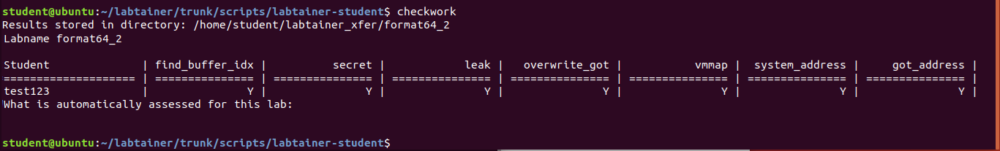 student@ubuntu:~/labtainer/trunk/scripts/labtainer-student$ checkwork
Results stored in directory: /home/student/labtainer_xfer/format64_2
Labname format64_2
Student | find_buffer_idx | secret | leak | overwrite_got | vmmap | system_address | got_address |
==================== | =============== | =============== | =============== | =============== | =============== | =============== | =============== |
test123 | Y | Y | Y | Y | Y | Y | Y |
What is automatically assessed for this lab:
student@ubuntu:~/labtainer/trunk/scripts/labtainer-student$